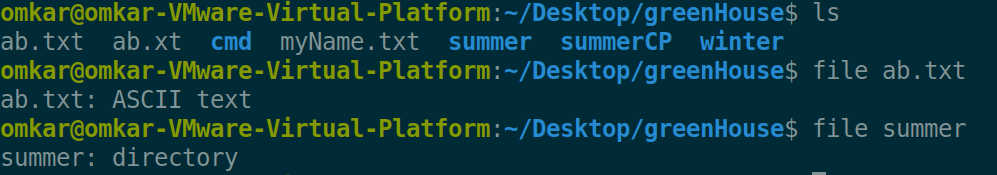 omkar@omkar-VMware-Virtual-Platform:~/Desktop/greenHouse$ ls
ab.txt  ab.xt  cmd  myName.txt  summer  summerCP  winter
omkar@omkar-VMware-Virtual-Platform:~/Desktop/greenHouse$ file ab.txt
ab.txt: ASCII text
omkar@omkar-VMware-Virtual-Platform:~/Desktop/greenHouse$ file summer
summer: directory